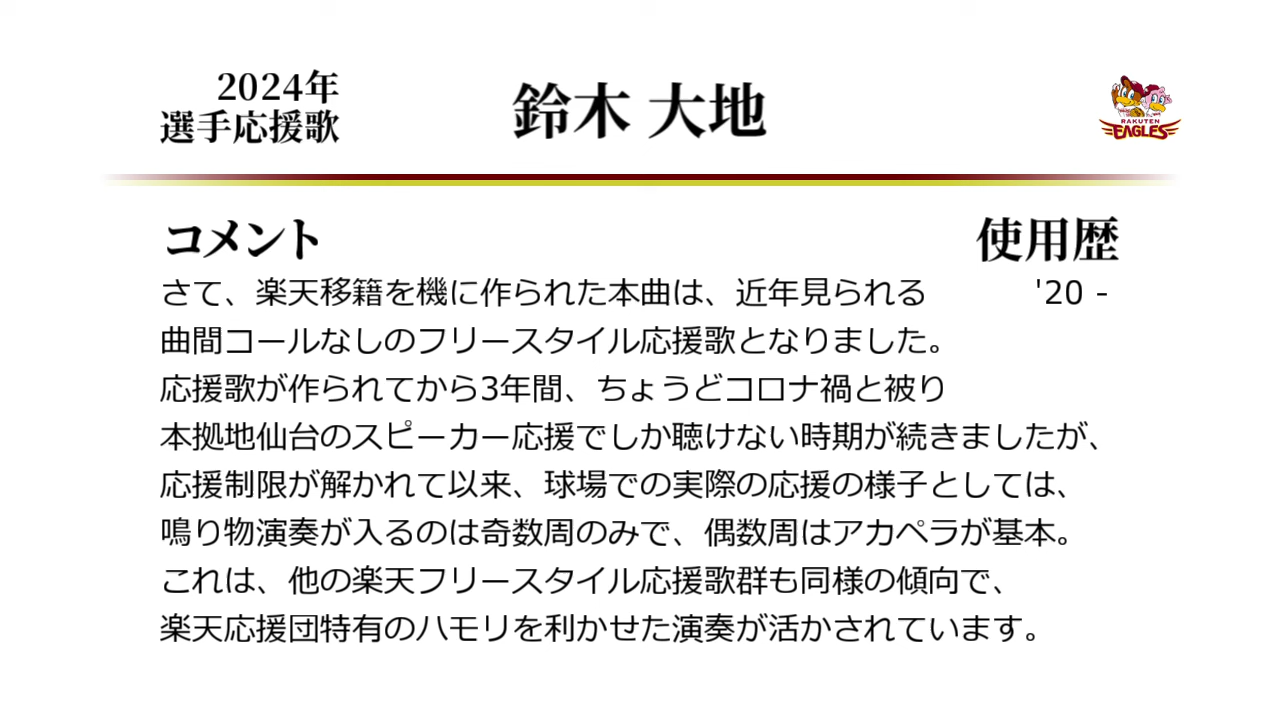 2024年
選手応援歌
鈴木 大地
RAKUTEN
EAGLES
コメント
使用歴
さて、楽天移籍を機に作られた本曲は、近年見られる
'20 -
曲間コールなしのフリースタイル応援歌となりました。
応援歌が作られてから3年間、ちょうどコロナ禍と被り
本拠地仙台のスピーカー応援でしか聴けない時期が続きましたが、
応援制限が解かれて以来、球場での実際の応援の様子としては、
鳴り物演奏が入るのは奇数周のみで、偶数周はアカペラが基本。
これは、他の楽天フリースタイル応援歌群も同様の傾向で、
楽天応援団特有のハモリを利かせた演奏が活かされています。